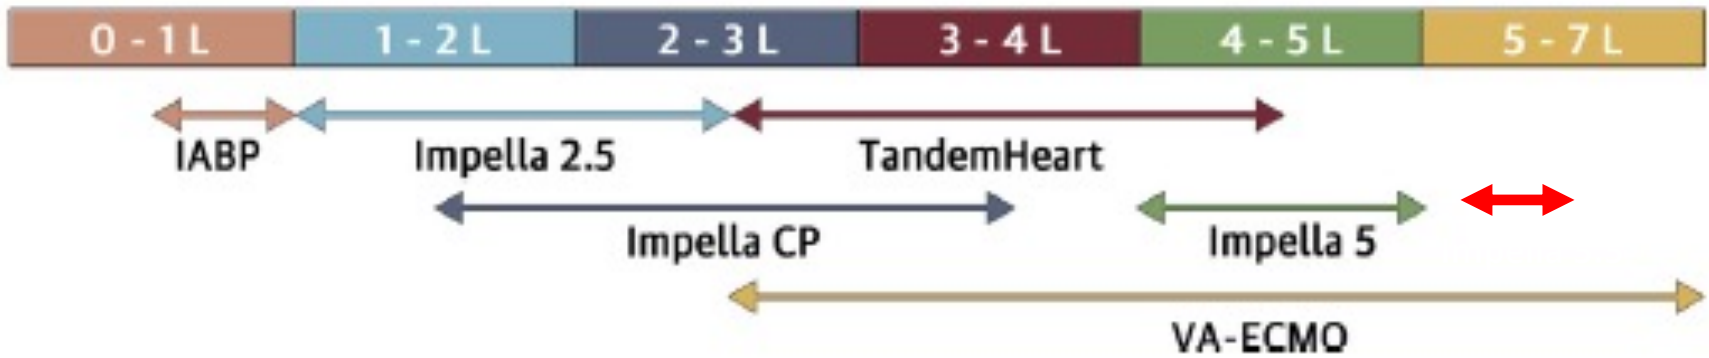 0 - 1 L 1 - 2 L 2 - 3 L 3 - 4 L 4 - 5 L 5 - 7 L
IABP Impella 2.5 TandemHeart
Impella CP Impella 5
VA-ECMO